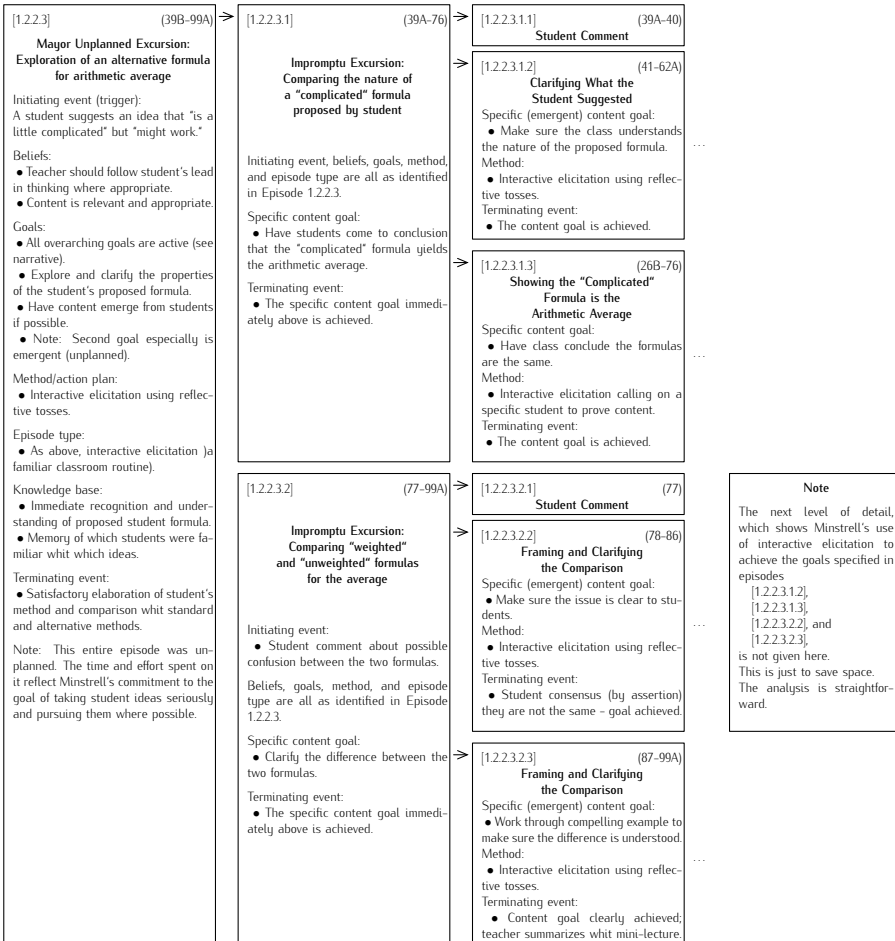 [1.2.2.3] (39B-99A)
Mayor Unplanned Excursion:
Exploration of an alternative formula
for arithmetic average
Initiating event (trigger):
A student suggests an idea that "is a
little complicated" but "might work."
Beliefs:
● Teacher should follow student's lead
in thinking where appropriate.
● Content is relevant and appropriate.
Goals:
● All overarching goals are active (see
narrative).
● Explore and clarify the properties
of the student's proposed formula.
● Have content emerge from students
if possible.
● Note: Second goal especially is
emergent (unplanned).
Method/action plan:
● Interactive elicitation using reflec-
tive tosses.
Episode type:
● As above, interactive elicitation )a
familiar classroom routine).
Knowledge base:
● Immediate recognition and under-
standing of proposed student formula.
● Memory of which students were fa-
miliar whit which ideas.
Terminating event:
● Satisfactory elaboration of student's
method and comparison whit standard
and alternative methods.
Note: This entire episode was un-
planned. The time and effort spent on
it reflect Minstrell's commitment to the
goal of taking student ideas seriously
and pursuing them where possible.
[1.2.2.3.1] (39A-76)
Impromptu Excursion:
Comparing the nature of
a "complicated" formula
proposed by student
Initiating event, beliefs, goals, method,
and episode type are all as identified
in Episode 1.2.2.3.
Specific content goal:
● Have students come to conclusion
that the "complicated" formula yields
the arithmetic average.
Terminating event:
● The specific content goal immedi-
ately above is achieved.
[1.2.2.3.1.1] (39A-40)
Student Comment
[1.2.2.3.1.2] (41-62A)
Clarifying What the
Student Suggested
Specific (emergent) content goal:
● Make sure the class understands
the nature of the proposed formula.
Method:
● Interactive elicitation using reflec-
tive tosses.
Terminating event:
● The content goal is achieved.
...
[1.2.2.3.1.3] (26B-76)
Showing the "Complicated"
Formula is the
Arithmetic Average
Specific content goal:
● Have class conclude the formulas
are the same.
Method:
● Interactive elicitation calling on a
specific student to prove content.
Terminating event:
● The content goal is achieved.
...
[1.2.2.3.2] (77-99A)
Impromptu Excursion:
Comparing "weighted"
and "unweighted" formulas
for the average
Initiating event:
● Student comment about possible
confusion between the two formulas.
Beliefs, goals, method, and episode
type are all as identified in Episode
1.2.2.3.
Specific content goal:
● Clarify the difference between the
two formulas.
Terminating event:
● The specific content goal immedi-
ately above is achieved.
[1.2.2.3.2.1] (77)
Student Comment
[1.2.2.3.2.2] (78-86)
Framing and Clarifying
the Comparison
Specific (emergent) content goal:
● Make sure the issue is clear to stu-
dents.
Method:
● Interactive elicitation using reflec-
tive tosses.
Terminating event:
● Student consensus (by assertion)
they are not the same – goal achieved.
...
[1.2.2.3.2.3] (87-99A)
Framing and Clarifying
the Comparison
Specific (emergent) content goal:
● Work through compelling example to
make sure the difference is understood.
Method:
● Interactive elicitation using reflec-
tive tosses.
Terminating event:
● Content goal clearly achieved;
teacher summarizes whit mini-lecture.
...
Note
The next level of detail,
which shows Minstrell's use
of interactive elicitation to
achieve the goals specified in
episodes
[1.2.2.3.1.2],
[1.2.2.3.1.3],
[1.2.2.3.2.2], and
[1.2.2.3.2.3],
is not given here.
This is just to save space.
The analysis is straightfor-
ward.